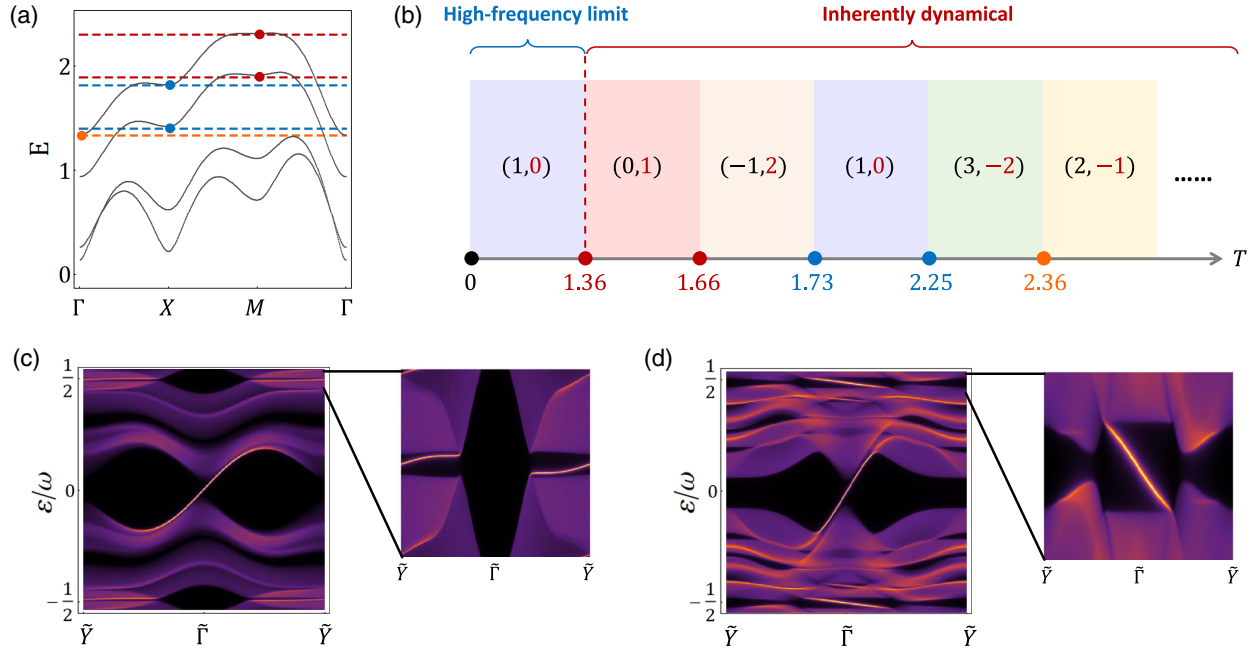 (a)
E
2
1
0
Γ X M Γ
(b)
High-frequency limit
Inherently dynamical
(1,0) (0,1) (−1,2) (1,0) (3, −2) (2, −1) ......
T
0 1.36 1.66 1.73 2.25 2.36
(c)
ε/ω
1/2
0
−1/2
Ỹ Γ̃ Ỹ
Ỹ Γ̃ Ỹ
(d)
ε/ω
1/2
0
−1/2
Ỹ Γ̃ Ỹ
Ỹ Γ̃ Ỹ